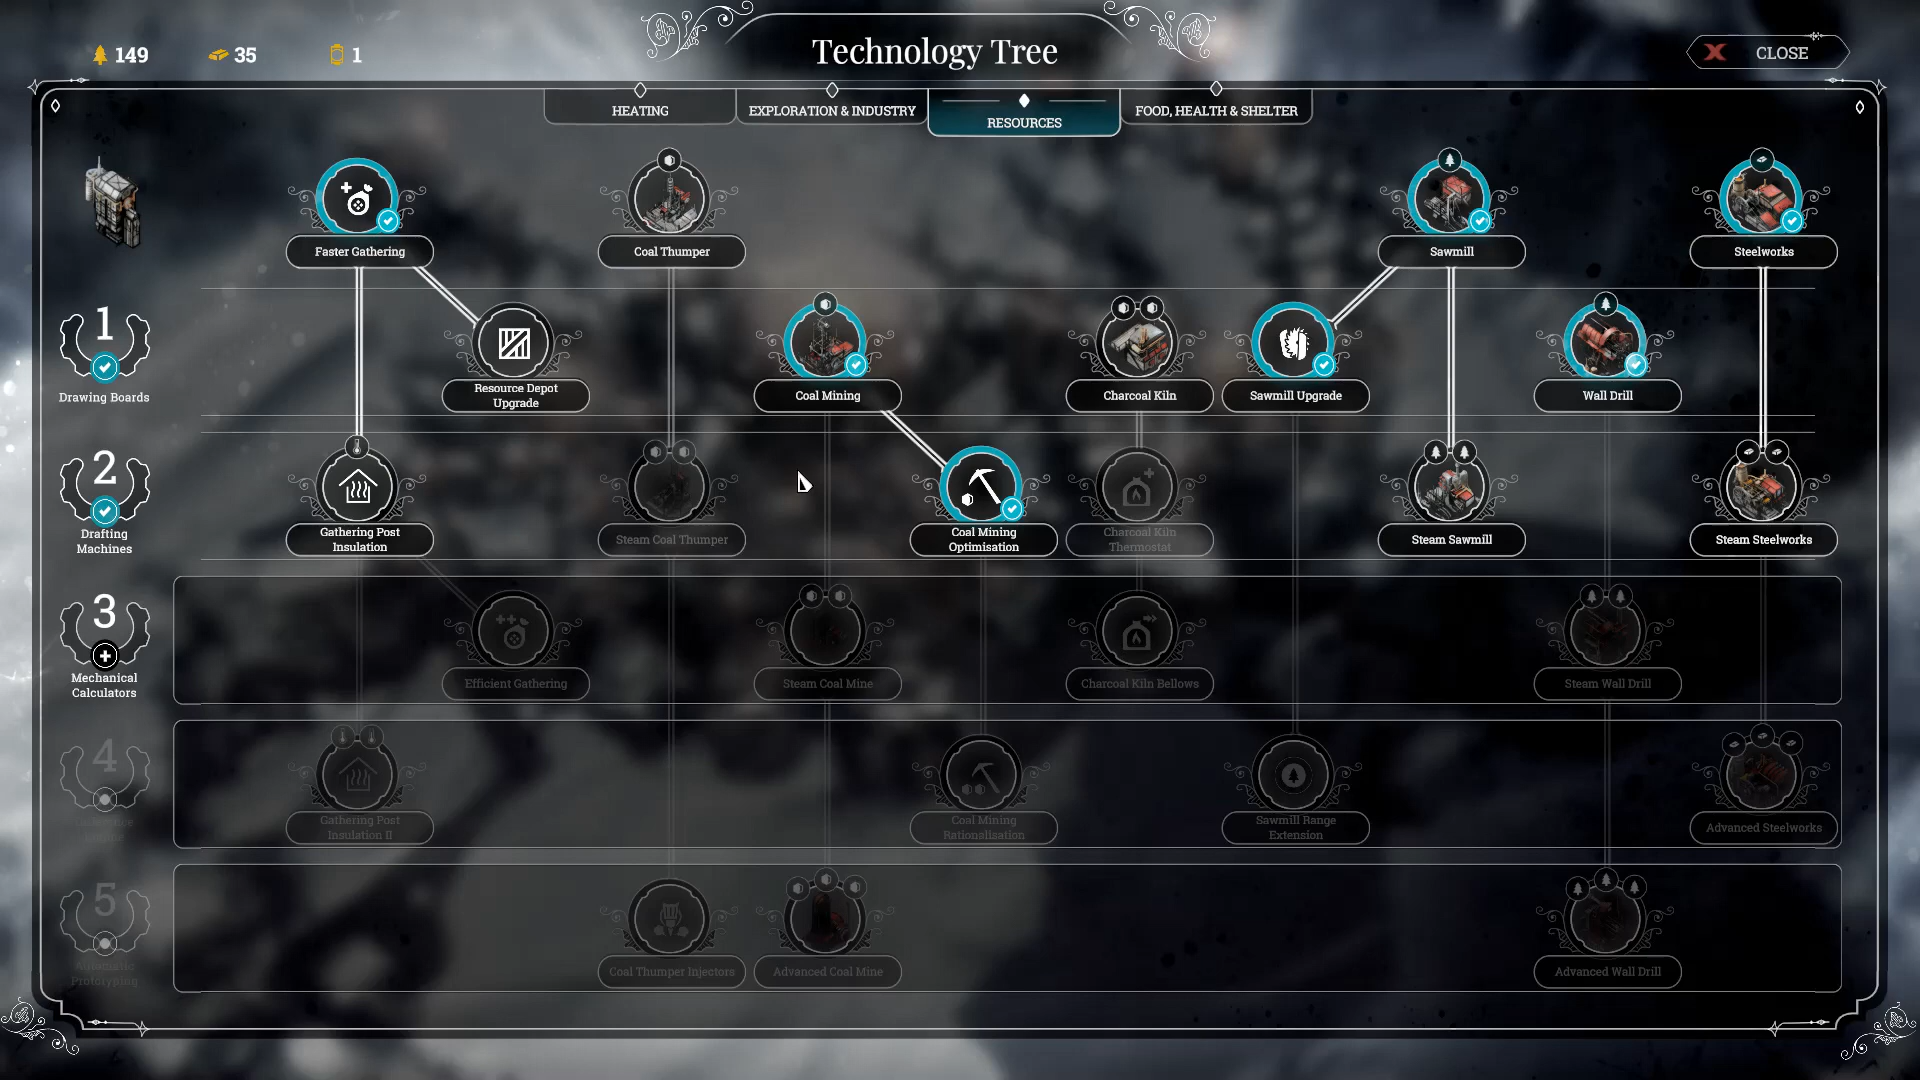 149
35
1
Technology Tree
CLOSE
HEATING
EXPLORATION & INDUSTRY
RESOURCES
FOOD, HEALTH & SHELTER
Faster Gathering
Coal Thumper
Sawmill
Steelworks
1
Drawing Boards
Resource Depot
Upgrade
Coal Mining
Charcoal Kiln
Sawmill Upgrade
Wall Drill
2
Drafting
Machines
Gathering Post
Insulation
Steam Coal Thumper
Coal Mining
Optimisation
Charcoal Kiln
Thermostat
Steam Sawmill
Steam Steelworks
3
Mechanical
Calculators
Efficient Gathering
Steam Coal Mine
Charcoal Kiln Bellows
Steam Wall Drill
4
Gathering Post
Insulation II
Coal Mining
Rationalisation
Sawmill Range
Extension
Advanced Steelworks
5
Automatic
Prototyping
Coal Thumper Injectors
Advanced Coal Mine
Advanced Wall Drill